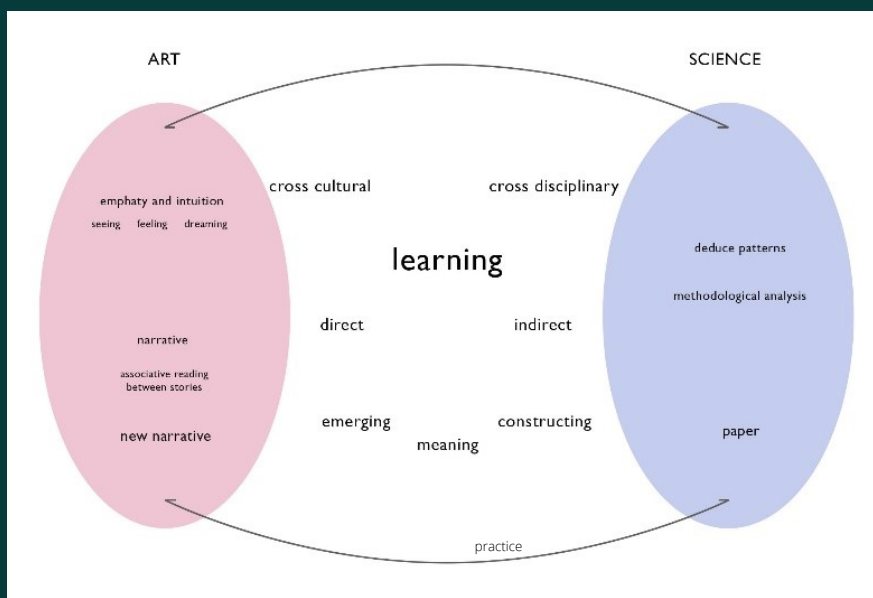 ART
SCIENCE
cross cultural
cross disciplinary
emphaty and intuition
seeing feeling dreaming
deduce patterns
learning
methodological analysis
direct
indirect
narrative
associative reading
between stories
emerging
constructing
new narrative
meaning
paper
practice